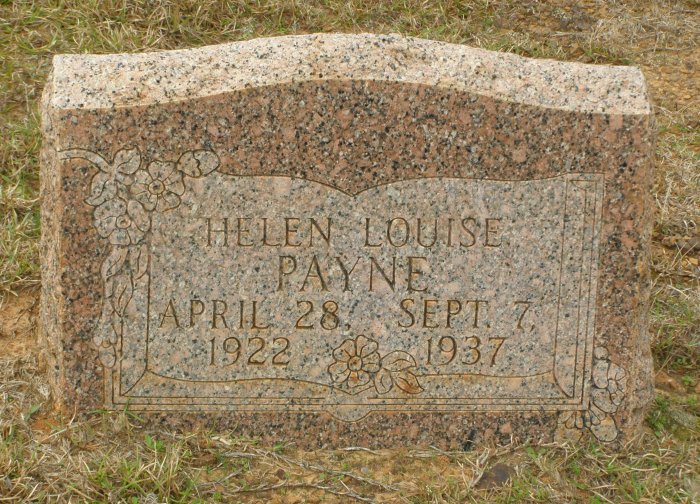 HELEN LOUISE
PAYNE
APRIL 28, SEPT. 7,
1922 1937